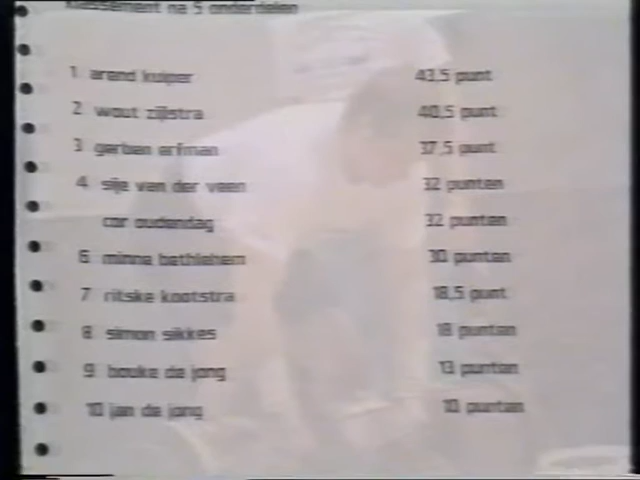 klassement na 5 onderdelen
1 arend kuiper 43,5 punt
2 wout zijlstra 40,5 punt
3 gerben erfman 37,5 punt
4 sije van der veen 32 punten
cor oudendag 32 punten
6 minne bethlehem 30 punten
7 ritske kootstra 18,5 punt
8 simon sikkes 18 punten
9 bouke de jong 13 punten
10 jan de jong 10 punten